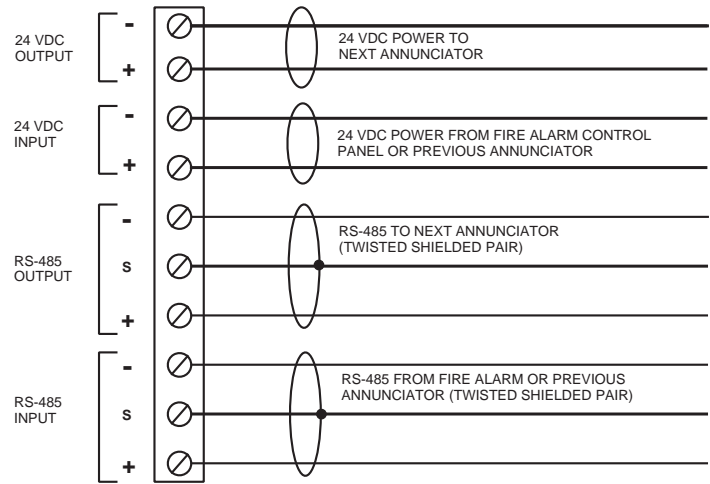 24 VDC
OUTPUT
-
+
24 VDC POWER TO
NEXT ANNUNCIATOR
24 VDC
INPUT
-
+
24 VDC POWER FROM FIRE ALARM CONTROL
PANEL OR PREVIOUS ANNUNCIATOR
RS-485
OUTPUT
-
S
+
RS-485 TO NEXT ANNUNCIATOR
(TWISTED SHIELDED PAIR)
RS-485
INPUT
-
S
+
RS-485 FROM FIRE ALARM OR PREVIOUS
ANNUNCIATOR (TWISTED SHIELDED PAIR)